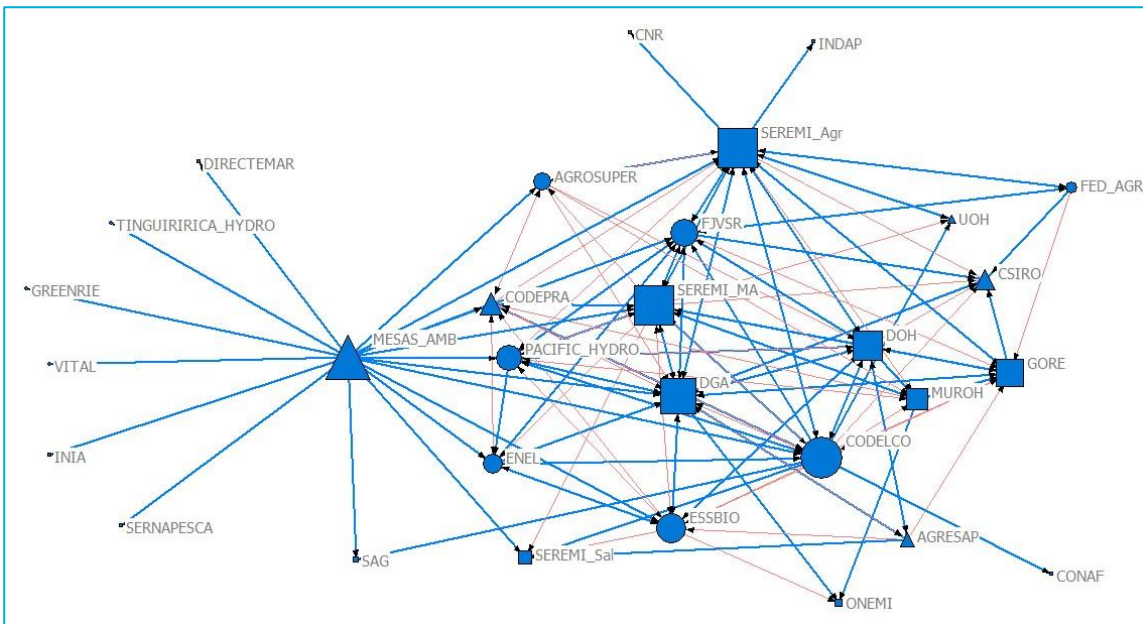 CNR
INDAP
SEREMI_Agr
DIRECTEMAR
AGROSUPER
FED_AGR
TINGUIRIRICA_HYDRO
FJVSR
UOH
CSIRO
GREENRIE
SEREMI_MA
CODEPRA
MESAS_AMB
DOH
PACIFIC_HYDRO
GORE
VITAL
DGA
MUROH
CODELCO
INIA
ENEL
SERNAPESCA
ESSBIO
AGRESAP
SEREMI_Sal
SAG
CONAF
ONEMI